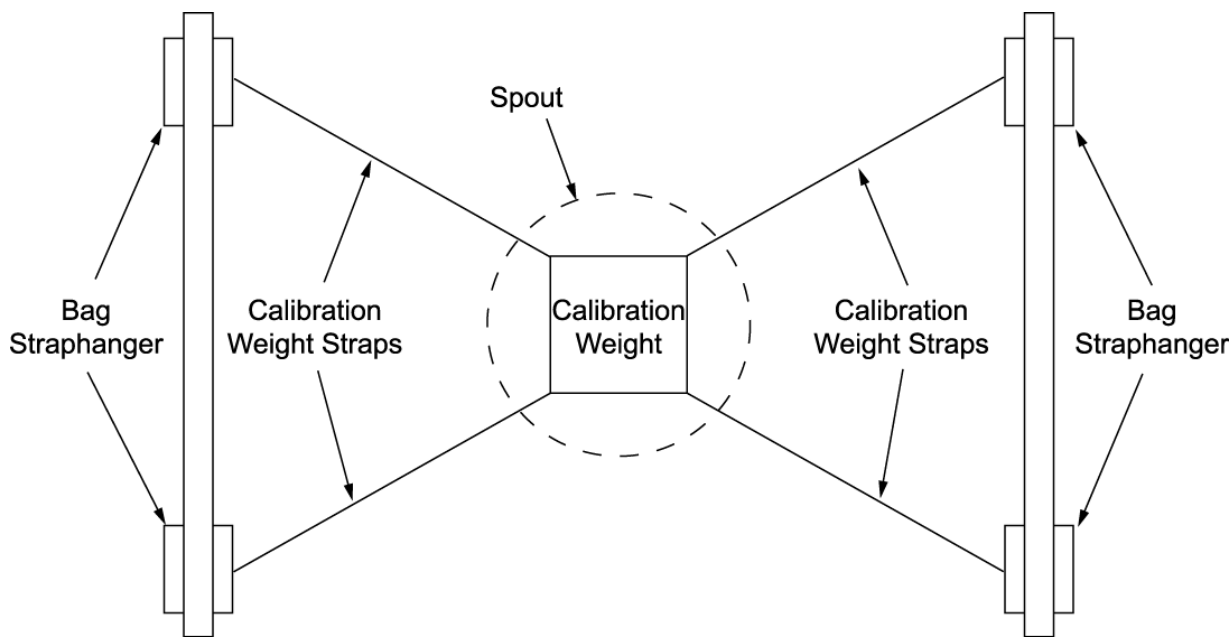 Spout
Bag
Straphanger
Calibration
Weight Straps
Calibration
Weight
Calibration
Weight Straps
Bag
Straphanger